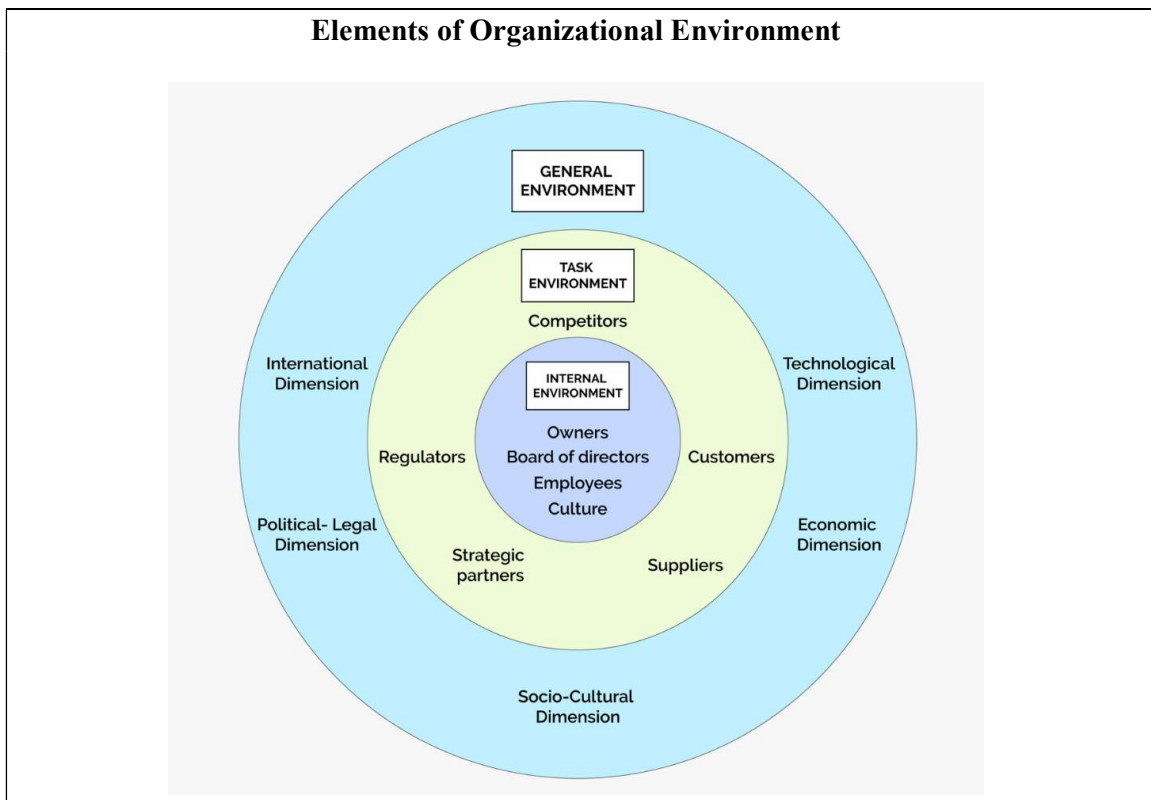 Elements of Organizational Environment
GENERAL
ENVIRONMENT
TASK
ENVIRONMENT
Competitors
International
Dimension
Technological
Dimension
INTERNAL
ENVIRONMENT
Owners
Board of directors
Employees
Culture
Regulators
Customers
Political- Legal
Dimension
Economic
Dimension
Strategic
partners
Suppliers
Socio-Cultural
Dimension